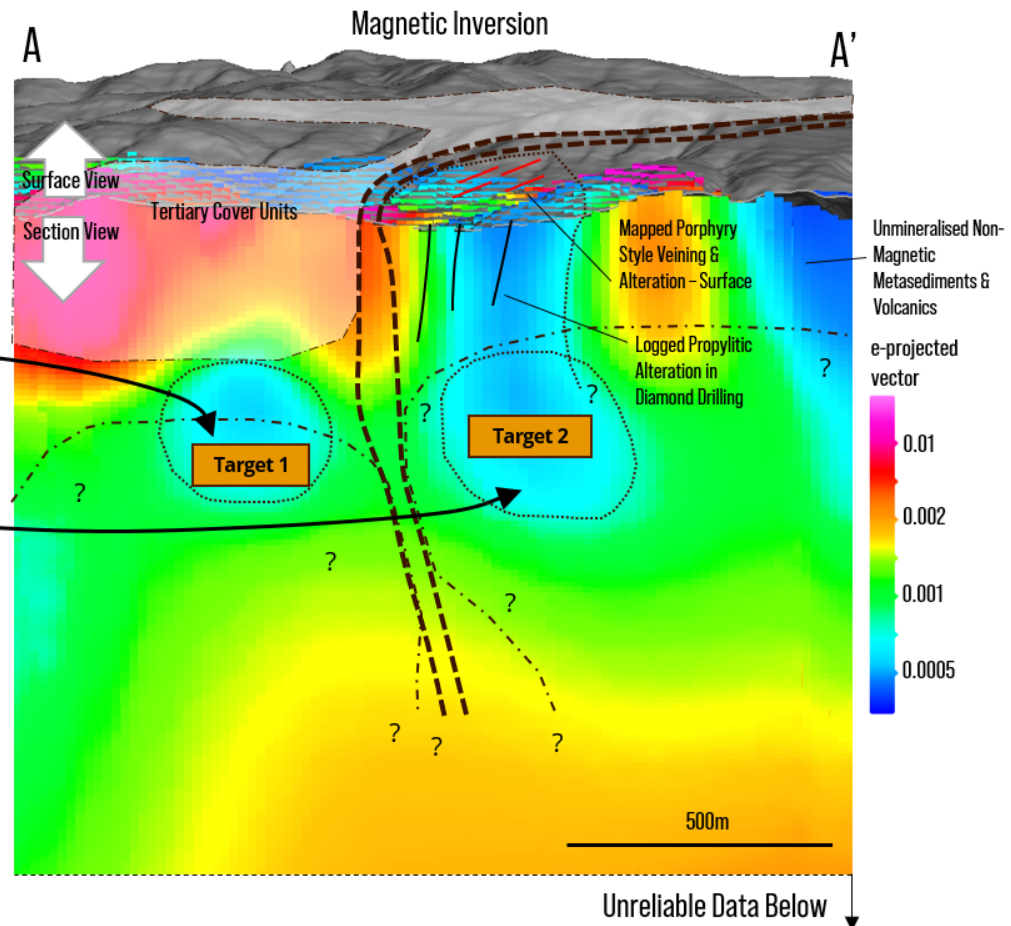 Magnetic Inversion
A
A’
Surface View
Section View
Tertiary Cover Units
Mapped Porphyry
Style Veining &
Alteration – Surface
Unmineralised Non-
Magnetic
Metasediments &
Volcanics
Logged Propylitic
Alteration in
Diamond Drilling
e-projected
vector
0.01
0.002
0.001
0.0005
Target 1
Target 2
?
?
?
?
?
?
?
?
?
500m
Unreliable Data Below